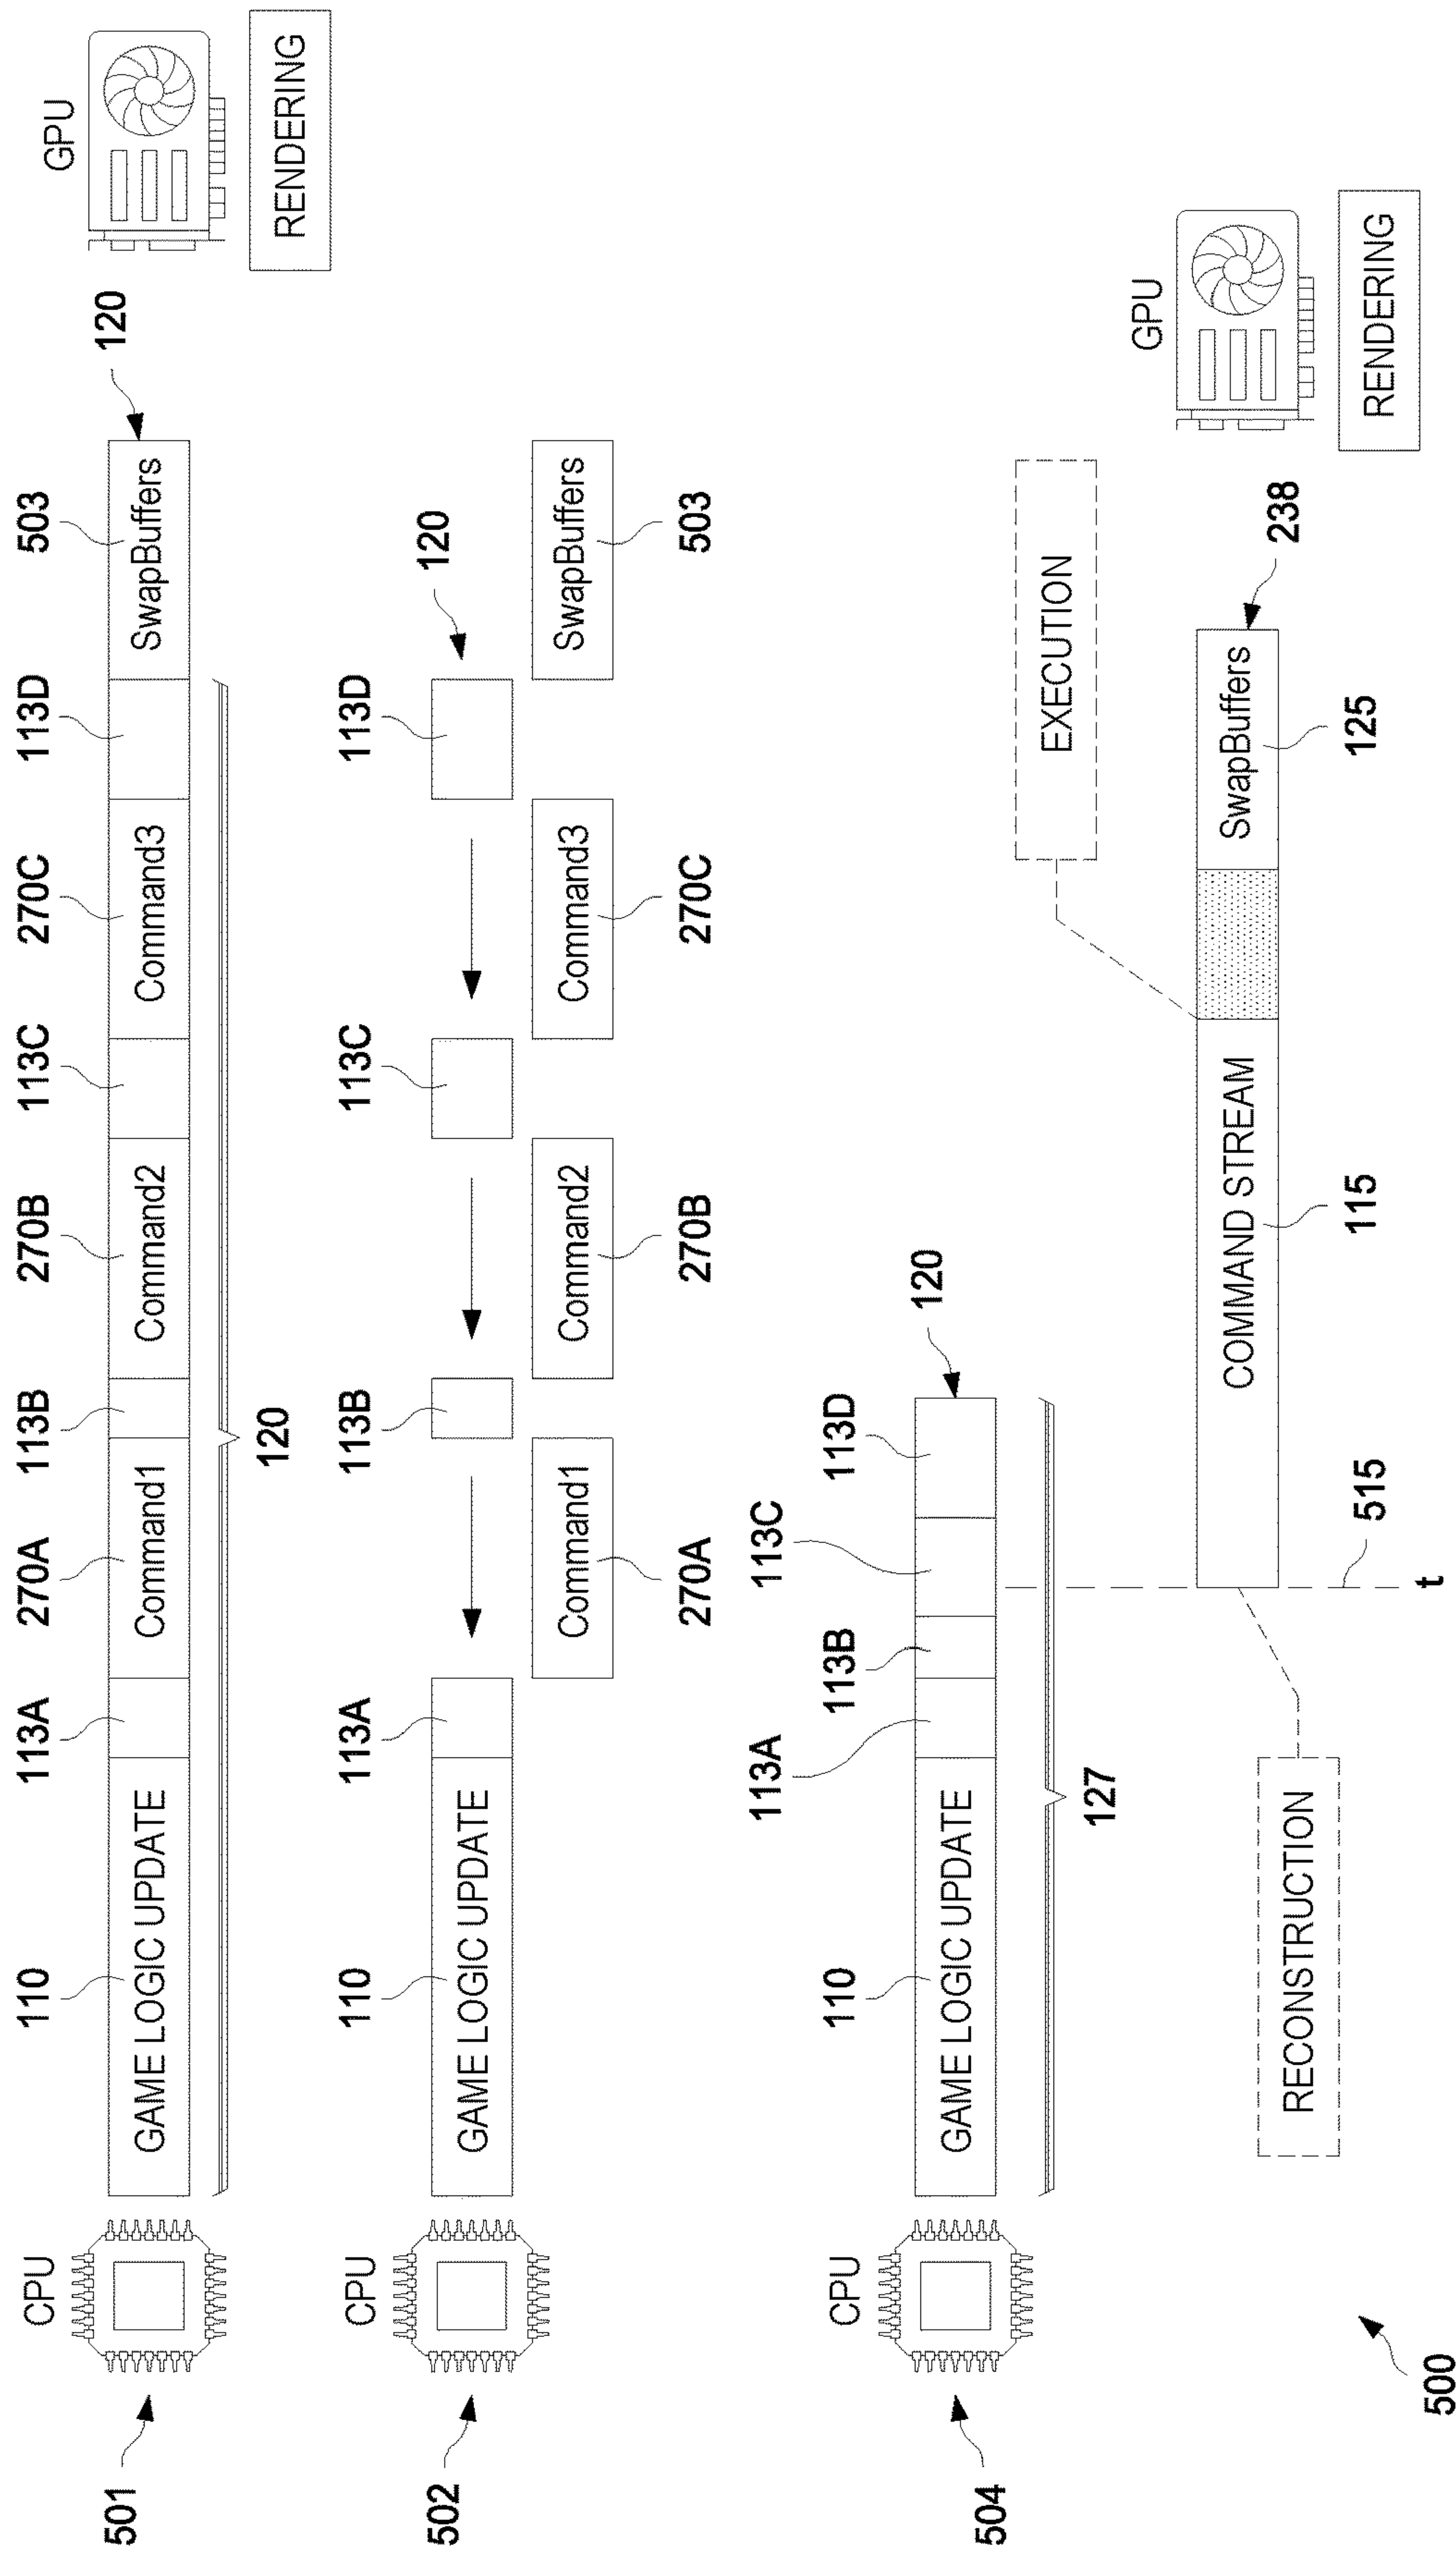 GPU
RENDERING
503
120
113D
270C
113C
270B
113B
270A
113A
110
CPU
GAME LOGIC UPDATE
Command1
Command2
Command3
SwapBuffers
120
501
CPU
110
113A
113B
113C
113D
120
GAME LOGIC UPDATE
Command1
Command2
Command3
SwapBuffers
270A
270B
270C
503
502
CPU
110
113A
113B
113C
113D
120
GAME LOGIC UPDATE
127
504
EXECUTION
GPU
RENDERING
238
COMMAND STREAM
SwapBuffers
RECONSTRUCTION
115
125
515
t
500